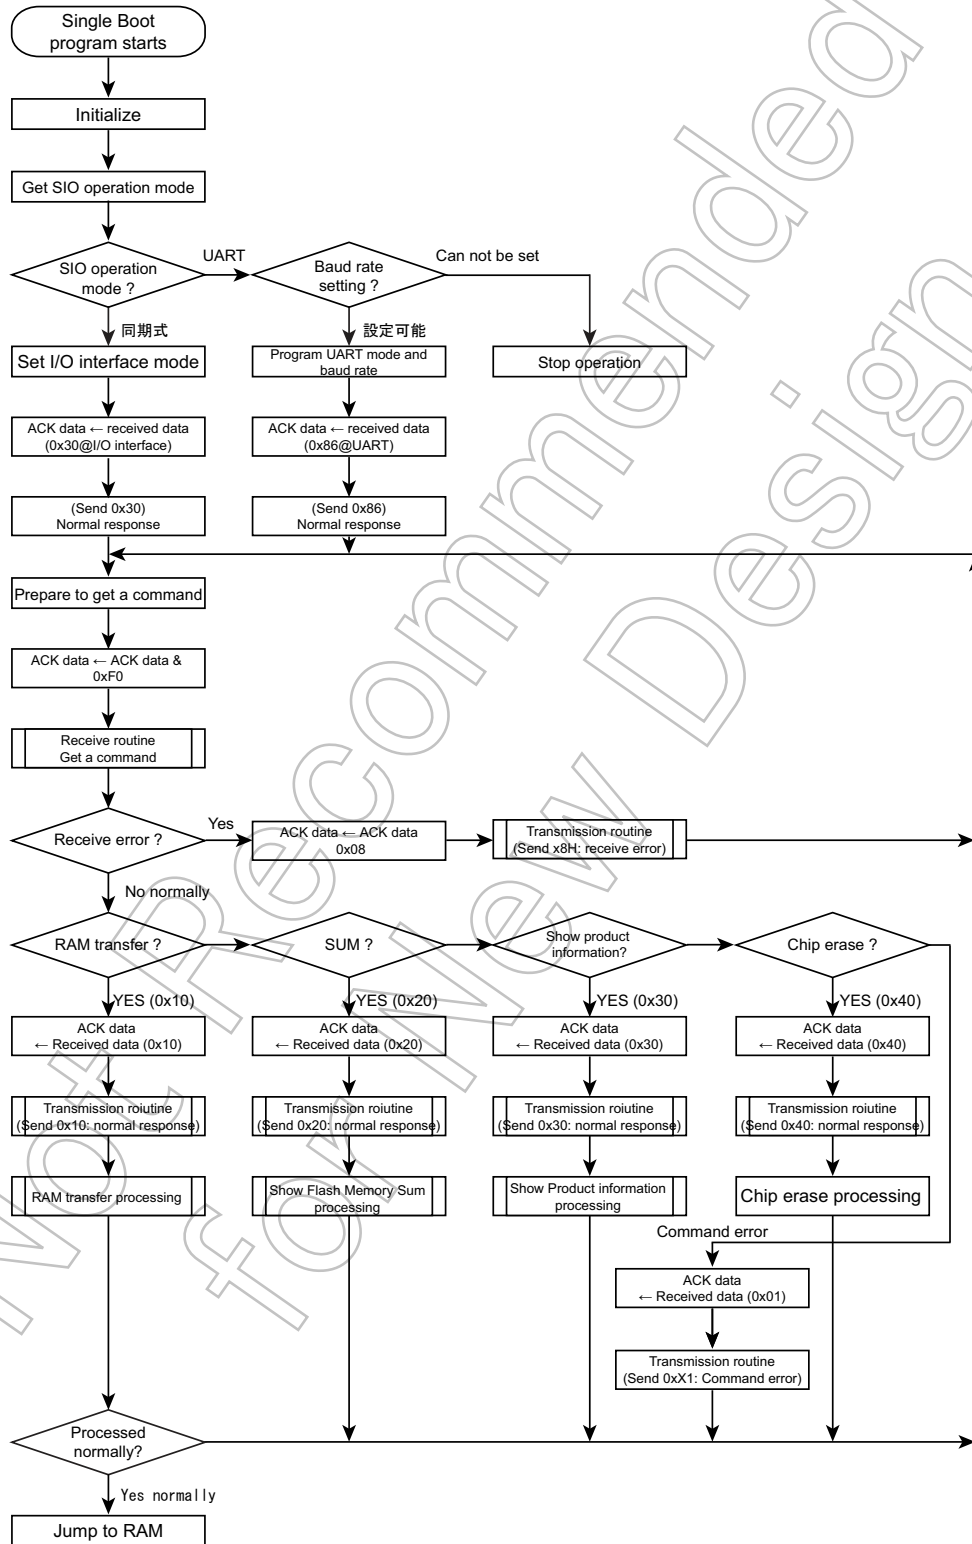 Single Boot
program starts
Initialize
Get SIO operation mode
SIO operation
mode ?
UART
Baud rate
setting ?
Can not be set
同期式
設定可能
Set I/O interface mode
Program UART mode and
baud rate
Stop operation
ACK data ← received data
(0x30@I/O interface)
ACK data ← received data
(0x86@UART)
(Send 0x30)
Normal response
(Send 0x86)
Normal response
Prepare to get a command
ACK data ← ACK data &
0xF0
Receive routine
Get a command
Receive error ?
Yes
ACK data ← ACK data
0x08
Transmission routine
(Send x8H: receive error)
No normally
RAM transfer ?
SUM ?
Show product
information?
Chip erase ?
YES (0x10)
YES (0x20)
YES (0x30)
YES (0x40)
ACK data
← Received data (0x10)
ACK data
← Received data (0x20)
ACK data
← Received data (0x30)
ACK data
← Received data (0x40)
Transmission roiutine
(Send 0x10: normal response)
Transmission roiutine
(Send 0x20: normal response)
Transmission roiutine
(Send 0x30: normal response)
Transmission roiutine
(Send 0x40: normal response)
RAM transfer processing
Show Flash Memory Sum
processing
Show Product information
processing
Chip erase processing
Command error
ACK data
← Received data (0x01)
Transmission routine
(Send 0xX1: Command error)
Processed
normally?
Yes normally
Jump to RAM
Not Recommended
for New Design